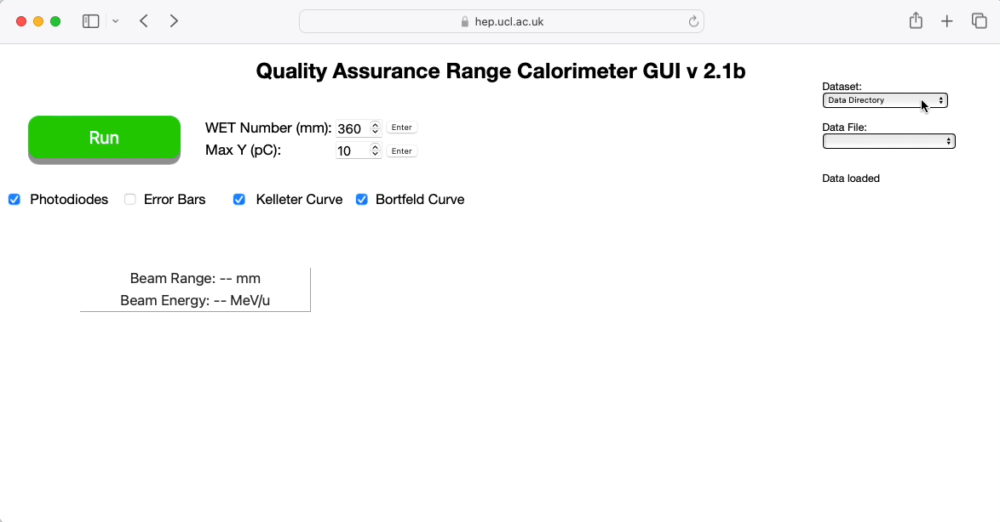 hep.ucl.ac.uk
Quality Assurance Range Calorimeter GUI v 2.1b
Dataset:
Data Directory
Data File:
Data loaded
Run
WET Number (mm): 360 Enter
Max Y (pC): 10 Enter
Photodiodes Error Bars Kelleter Curve Bortfeld Curve
Beam Range: -- mm
Beam Energy: -- MeV/u